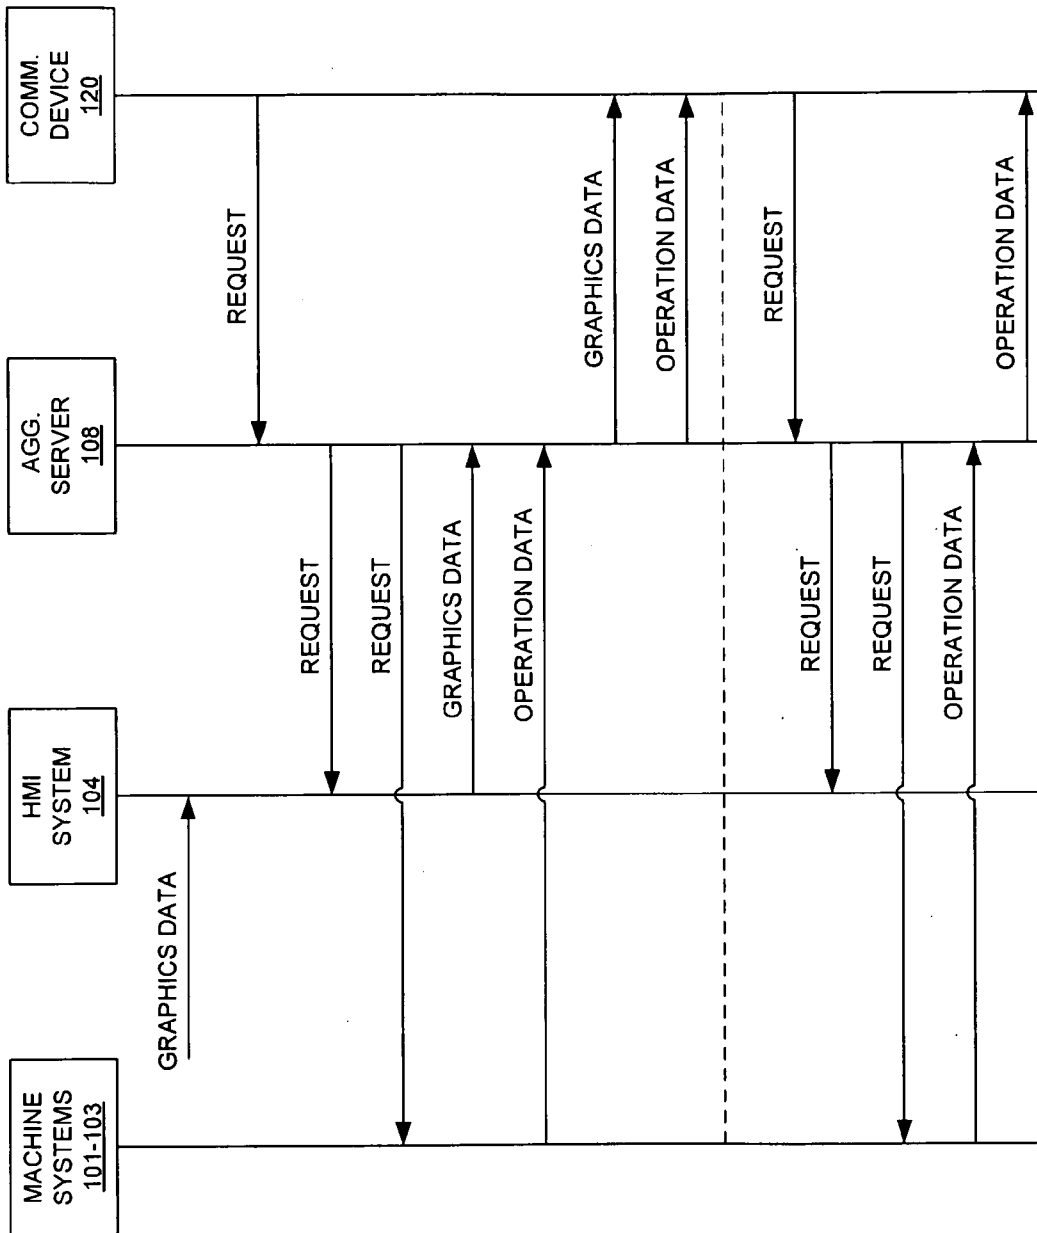 MACHINE
SYSTEMS
101-103
HMI
SYSTEM
104
AGG.
SERVER
108
COMM.
DEVICE
120
GRAPHICS DATA
REQUEST
REQUEST
REQUEST
GRAPHICS DATA
OPERATION DATA
GRAPHICS DATA
OPERATION DATA
REQUEST
REQUEST
REQUEST
OPERATION DATA
OPERATION DATA